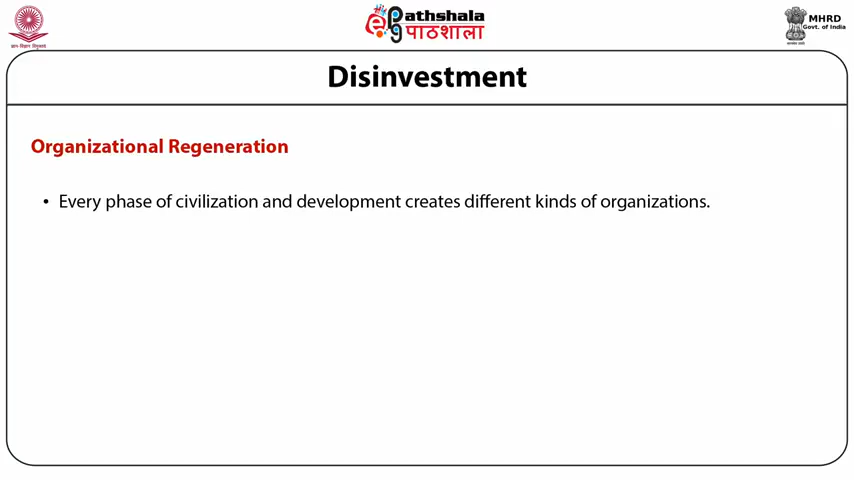 Pathshala
पाठशाला
MHRD
Govt. of India
Disinvestment
Organizational Regeneration
• Every phase of civilization and development creates different kinds of organizations.